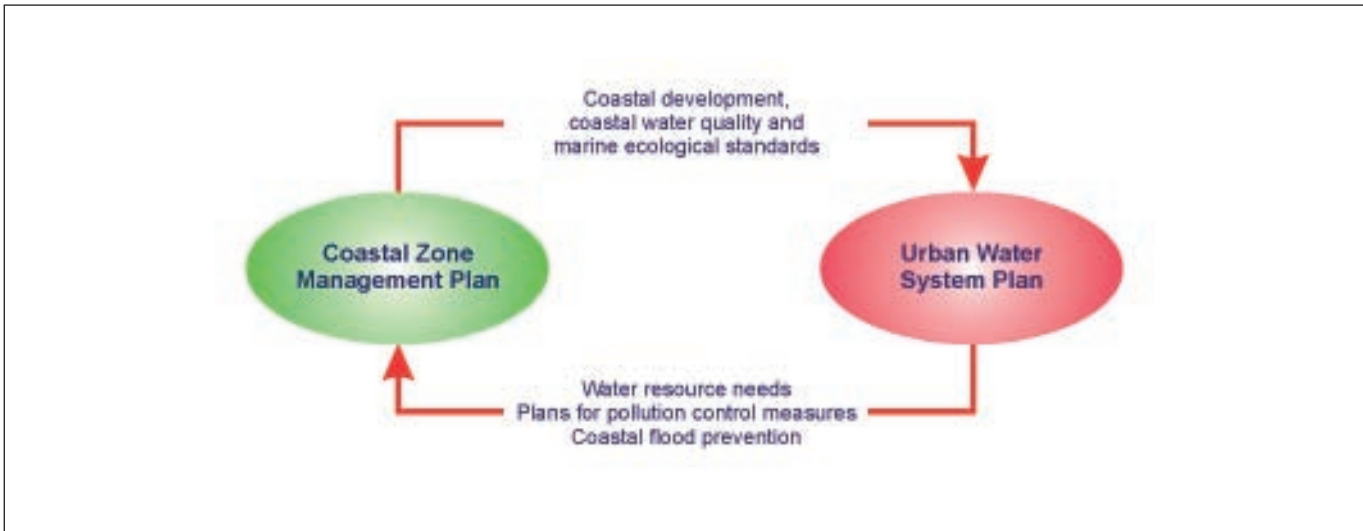 Coastal development,
coastal water quality and
marine ecological standards
Coastal Zone
Management Plan
Urban Water
System Plan
Water resource needs
Plans for pollution control measures
Coastal flood prevention